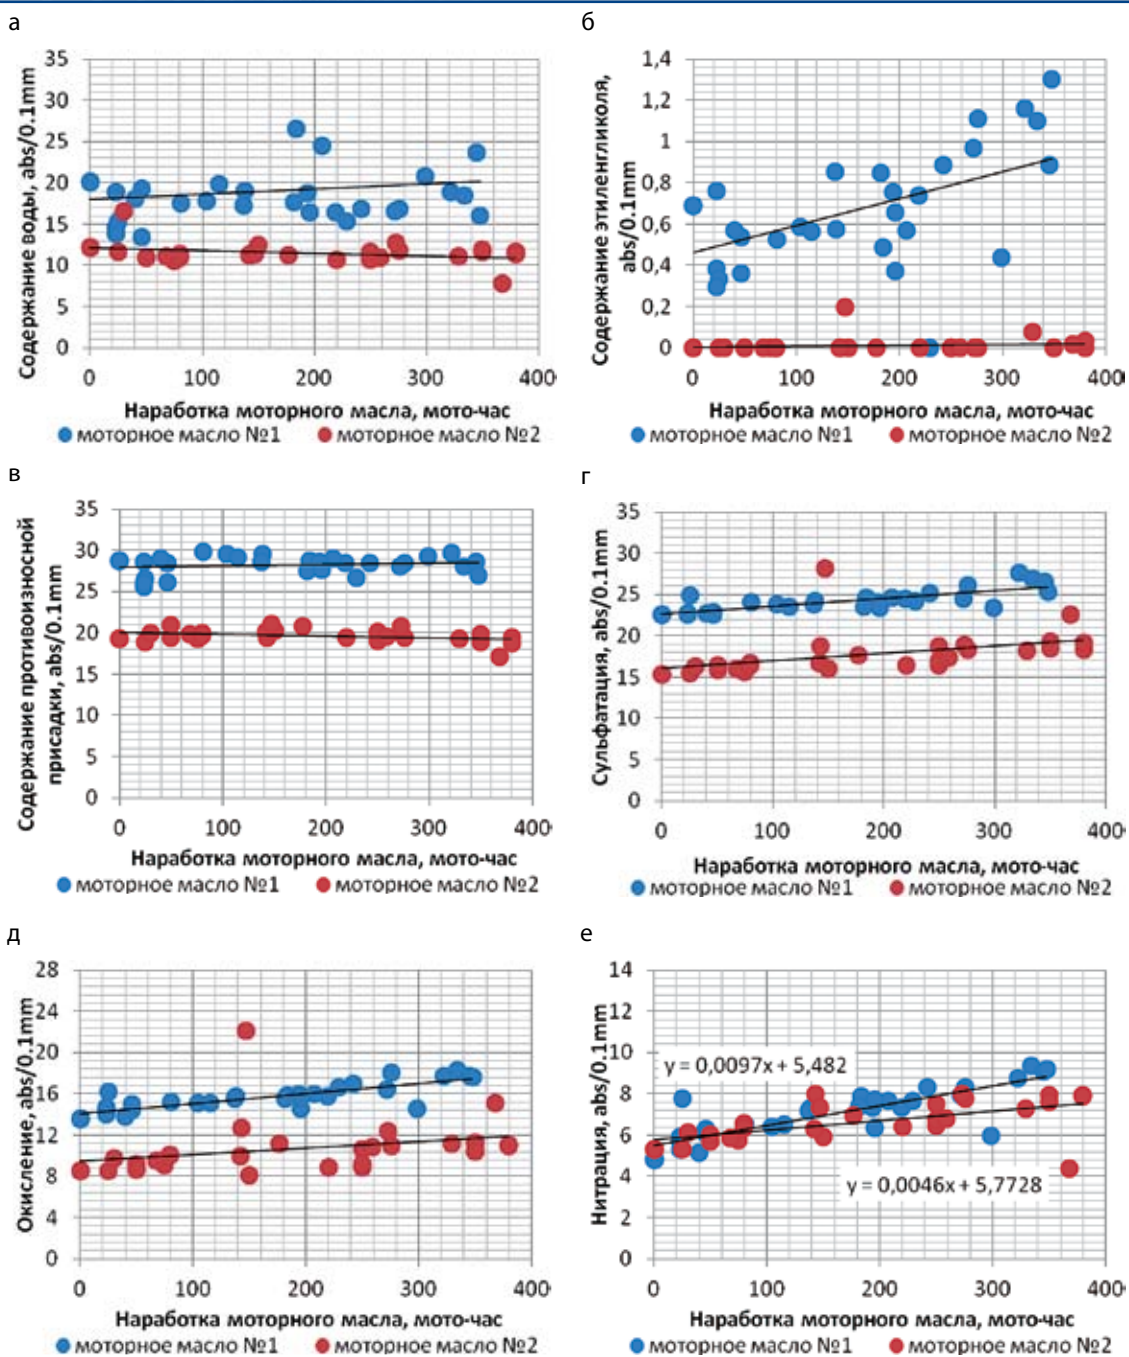 а
Содержание воды, abs/0.1mm
35
30
25
20
15
10
5
0
0 100 200 300 400
Наработка моторного масла, мото-час
моторное масло №1 моторное масло №2
б
Содержание этиленгликоля,
abs/0.1mm
1,4
1,2
1
0,8
0,6
0,4
0,2
0
0 100 200 300 400
Наработка моторного масла, мото-час
моторное масло №1 моторное масло №2
в
Содержание противоизносной
присадки, abs/0.1mm
35
30
25
20
15
10
5
0
0 100 200 300 400
Наработка моторного масла, мото-час
моторное масло №1 моторное масло №2
г
Сульфатация, abs/0.1mm
35
30
25
20
15
10
5
0
0 100 200 300 400
Наработка моторного масла, мото-час
моторное масло №1 моторное масло №2
д
Окисление, abs/0.1mm
28
24
20
16
12
8
4
0
0 100 200 300 400
Наработка моторного масла, мото-час
моторное масло №1 моторное масло №2
е
Нитрация, abs/0.1mm
14
12
10
8
6
4
2
0
y = 0,0097x + 5,482
y = 0,0046x + 5,7728
0 100 200 300 400
Наработка моторного масла, мото-час
моторное масло №1 моторное масло №2